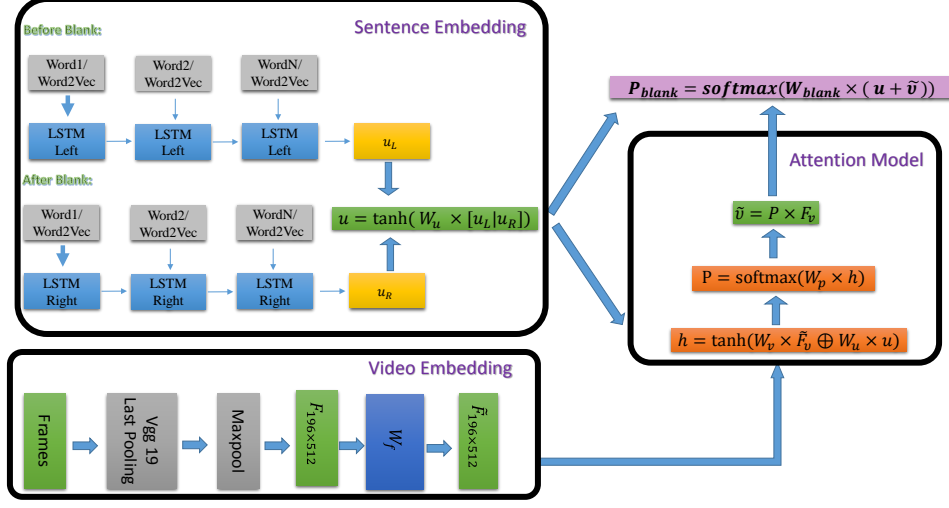 Sentence Embedding
Before Blank:
Word1/
Word2Vec
Word2/
Word2Vec
WordN/
Word2Vec
LSTM
Left
LSTM
Left
LSTM
Left
u_L
After Blank:
Word1/
Word2Vec
Word2/
Word2Vec
WordN/
Word2Vec
u = tanh( W_u × [u_L|u_R])
LSTM
Right
LSTM
Right
LSTM
Right
u_R
P_blank = softmax(W_blank × ( u + ṽ))
Attention Model
ṽ = P × F_v
P = softmax(W_p × h)
h = tanh(W_v × F̃_v ⊕ W_u × u)
Video Embedding
Frames
Vgg 19
Last Pooling
Maxpool
F_196×512
W_f
F̃_196×512